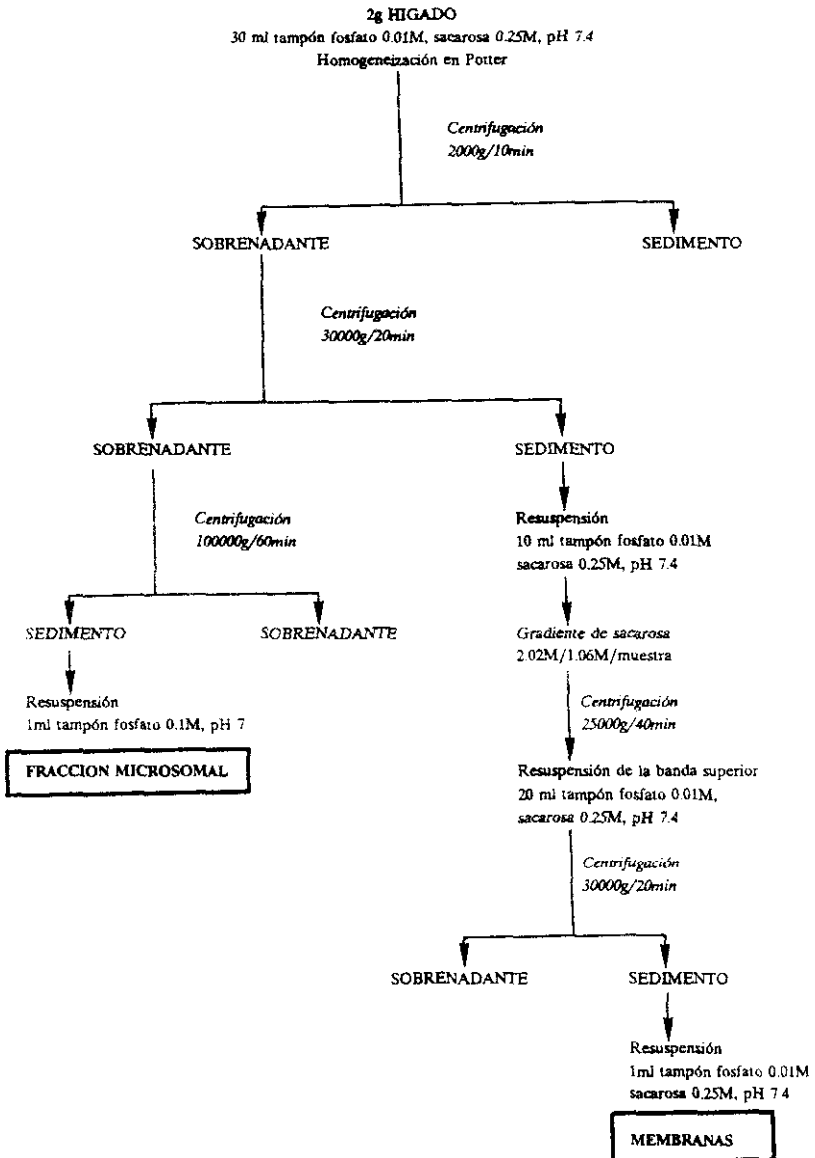 2g HIGADO
30 ml tampón fosfato 0.01M, sacarosa 0.25M, pH 7.4
Homogeneización en Potter
Centrifugación
2000g/10min
SOBRENADANTE
SEDIMENTO
Centrifugación
30000g/20min
SOBRENADANTE
SEDIMENTO
Centrifugación
100000g/60min
Resuspensión
10 ml tampón fosfato 0.01M
sacarosa 0.25M, pH 7.4
SEDIMENTO
SOBRENADANTE
Gradiente de sacarosa
2.02M/1.06M/muestra
Resuspensión
1ml tampón fosfato 0.1M, pH 7
FRACCION MICROSOMAL
Centrifugación
25000g/40min
Resuspensión de la banda superior
20 ml tampón fosfato 0.01M,
sacarosa 0.25M, pH 7.4
Centrifugación
30000g/20min
SOBRENADANTE
SEDIMENTO
Resuspensión
1ml tampón fosfato 0.01M
sacarosa 0.25M, pH 7 4
MEMBRANAS